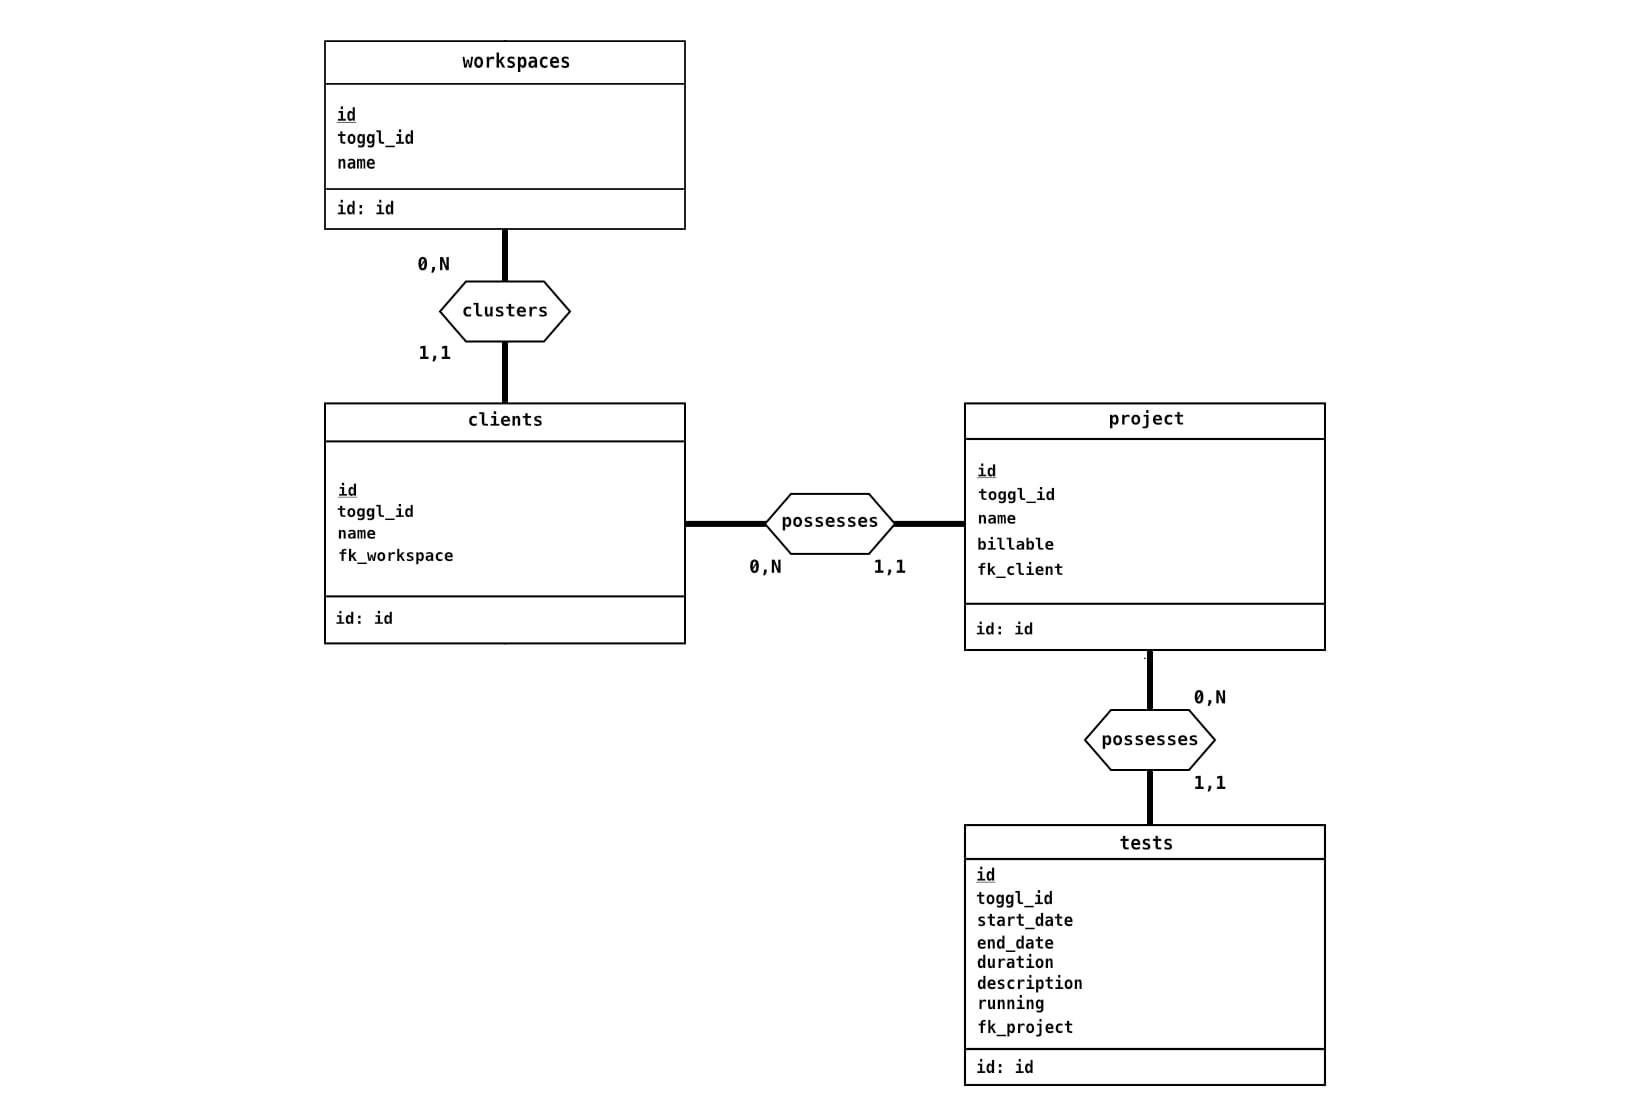 workspaces
id
toggl_id
name
id: id
0,N
clusters
1,1
clients
id
toggl_id
name
fk_workspace
id: id
possesses
0,N
1,1
project
id
toggl_id
name
billable
fk_client
id: id
0,N
possesses
1,1
tests
id
toggl_id
start_date
end_date
duration
description
running
fk_project
id: id